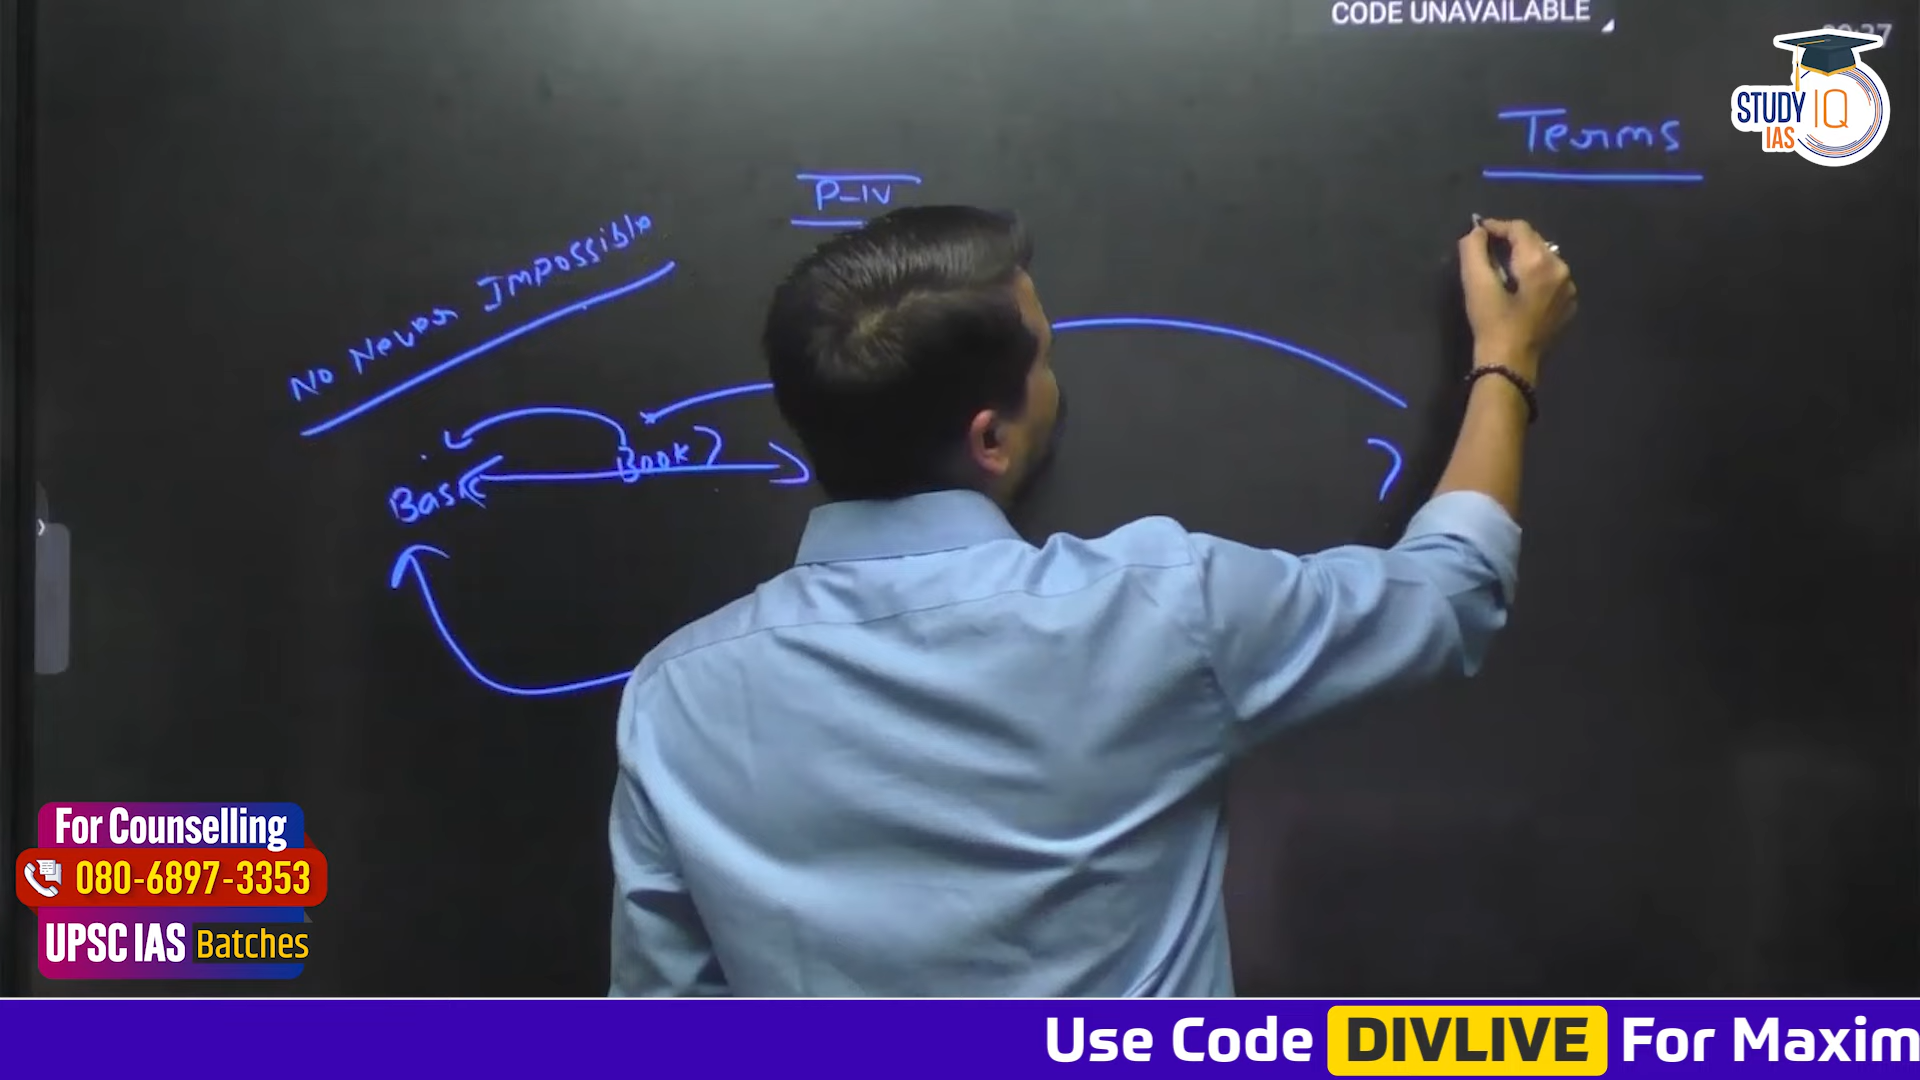 CODE UNAVAILABLE
STUDY IQ
IAS
Terms
P-IV
No Never Impossible
Book
For Counselling
080-6897-3353
UPSC IAS Batches
Use Code DIVLIVE For Maxim